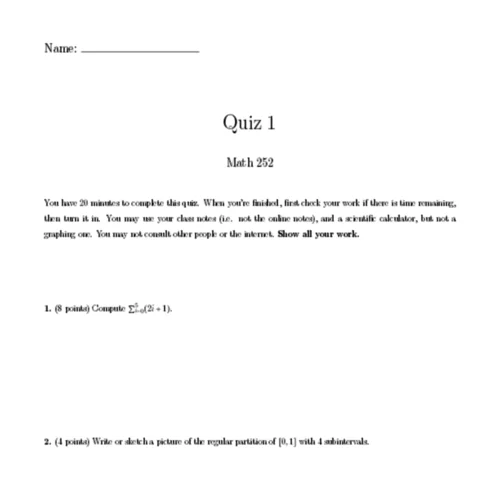 Name:
Quiz 1
Math 252
You have 20 minutes to complete this quiz. When you're finished, first check your work if there is time remaining,
then turn it in. You may use your class notes (i.e. not the online notes), and a scientific calculator, but not a
graphing one. You may not consult other people or the internet. Show all your work.
1. (8 points) Compute Σ(2i + 1).
2. (4 points) Write or sketch a picture of the regular partition of [0, 1] with 4 subintervals.